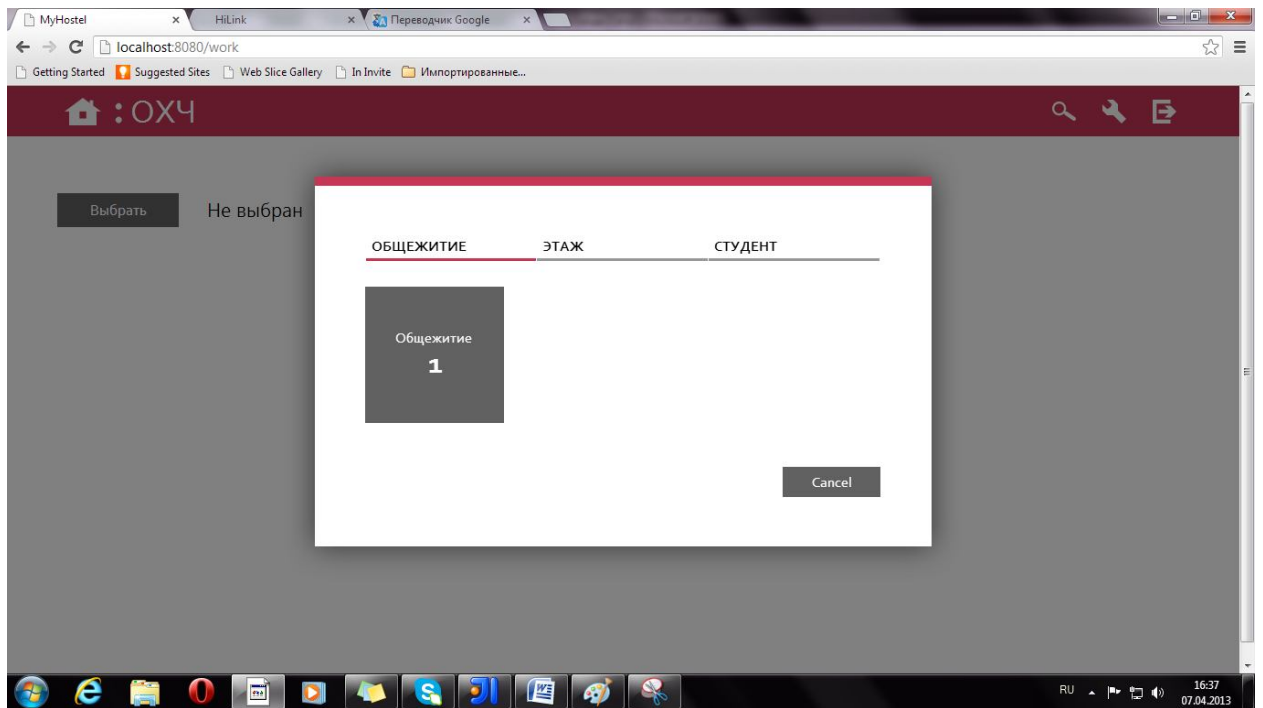 MyHostel
HiLink
Переводчик Google
localhost:8080/work
Getting Started Suggested Sites Web Slice Gallery In Invite Импортированные...
: ОХЧ
Выбрать Не выбран
ОБЩЕЖИТИЕ ЭТАЖ СТУДЕНТ
Общежитие
1
Cancel
RU 16:37
07.04.2013